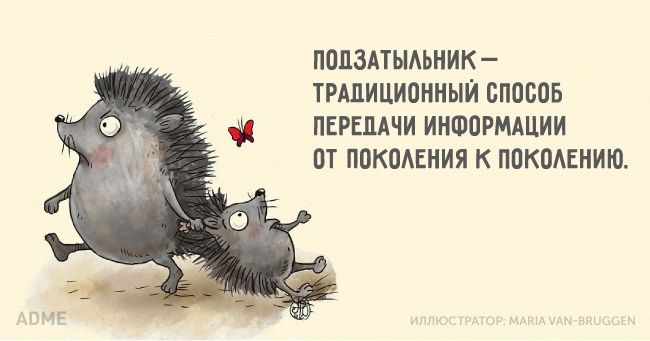 ПОДЗАТЫЛЬНИК –
ТРАДИЦИОННЫЙ СПОСОБ
ПЕРЕДАЧИ ИНФОРМАЦИИ
ОТ ПОКОЛЕНИЯ К ПОКОЛЕНИЮ.
ADME
ИЛЛЮСТРАТОР: MARIA VAN-BRUGGEN